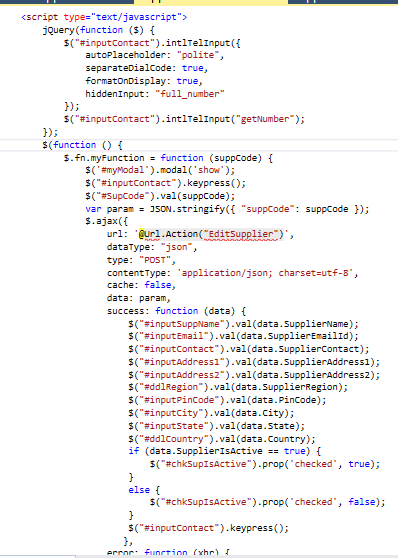 <script type="text/javascript">
jQuery(function ($) {
$("#inputContact").intlTelInput({
autoPlaceholder: "polite",
separateDialCode: true,
formatOnDisplay: true,
hiddenInput: "full_number"
});
$("#inputContact").intlTelInput("getNumber");
});
$(function () {
$.fn.myFunction = function (suppCode) {
$('#myModal').modal('show');
$("#inputContact").keypress();
$("#SupCode").val(suppCode);
var param = JSON.stringify({ "suppCode": suppCode });
$.ajax({
url: '@Url.Action("EditSupplier")',
dataType: "json",
type: "POST",
contentType: 'application/json; charset=utf-8',
cache: false,
data: param,
success: function (data) {
$("#inputSuppName").val(data.SupplierName);
$("#inputEmail").val(data.SupplierEmailId);
$("#inputContact").val(data.SupplierContact);
$("#inputAddress1").val(data.SupplierAddress1);
$("#inputAddress2").val(data.SupplierAddress2);
$("#ddlRegion").val(data.SupplierRegion);
$("#inputPinCode").val(data.PinCode);
$("#inputCity").val(data.City);
$("#inputState").val(data.State);
$("#ddlCountry").val(data.Country);
if (data.SupplierIsActive == true) {
$("#chkSupIsActive").prop('checked', true);
}
else {
$("#chkSupIsActive").prop('checked', false);
}
$("#inputContact").keypress();
},
error: function (xhr) {